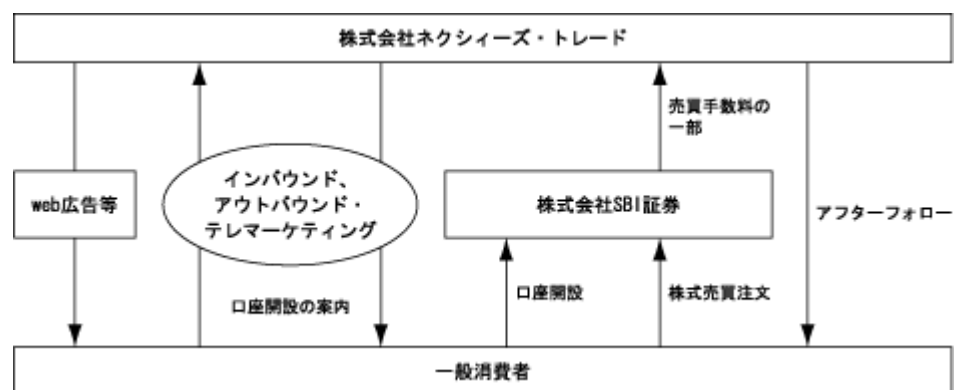 株式会社ネクシィーズ・トレード
売買手数料の
一部
web広告等
インバウンド、
アウトバウンド・
テレマーケティング
株式会社SBI証券
アフターフォロー
口座開設の案内
口座開設
株式売買注文
一般消費者